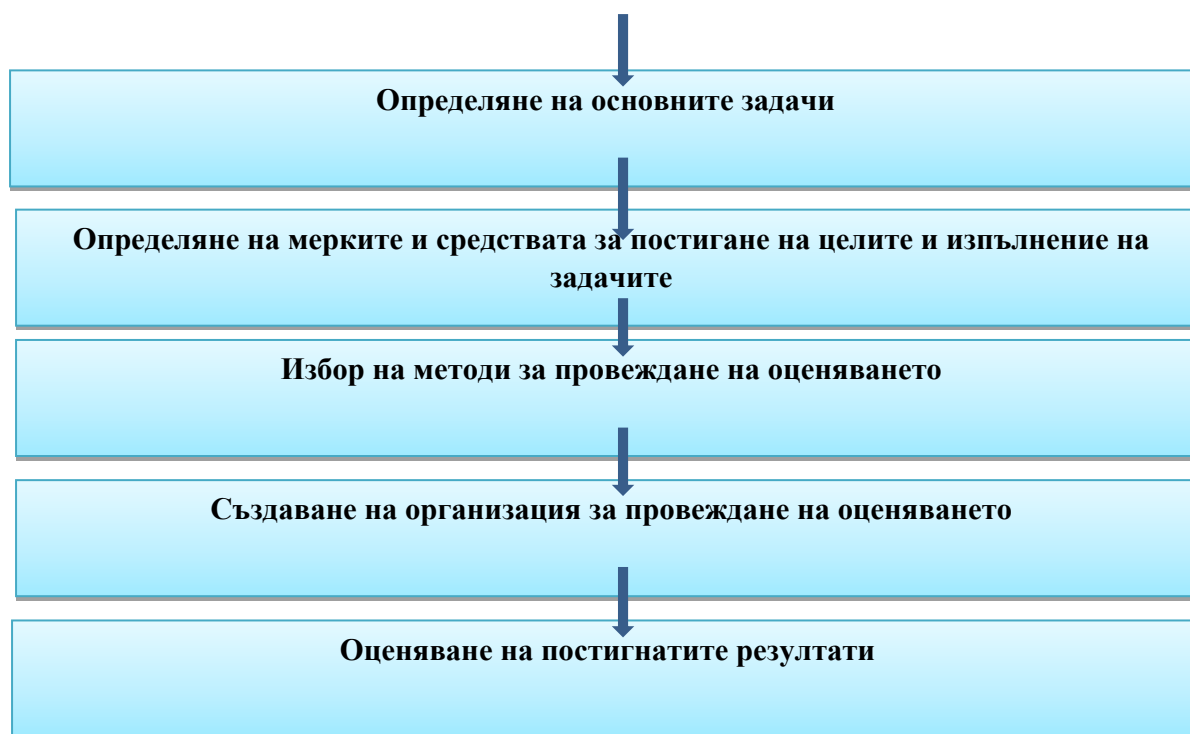 Определяне на основните задачи
Определяне на мерките и средствата за постигане на целите и изпълнение на
задачите
Избор на методи за провеждане на оценяването
Създаване на организация за провеждане на оценяването
Оценяване на постигнатите резултати